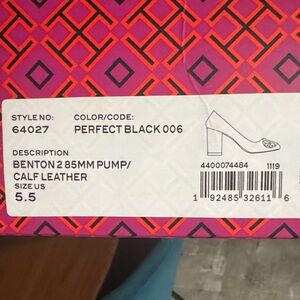 STYLE NO: COLOR/CODE:
64027 PERFECT BLACK 006
DESCRIPTION
BENTON 2 85MM PUMP/
CALF LEATHER
SIZE US
5.5
4400074484 1119
1 92485 32611 6